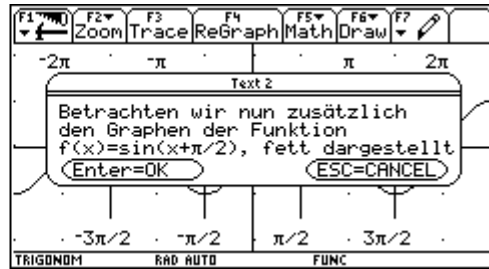 F1 F2 F3 F4 F5 F6 F7
Zoom Trace ReGraph Math Draw
-2π -π π 2π
Text 2
Betrachten wir nun zusätzlich
den Graphen der Funktion
f(x)=sin(x+π/2), fett dargestellt
Enter=OK ESC=CANCEL
-3π/2 -π/2 π/2 3π/2
TRIGONOM RAD AUTO FUNC